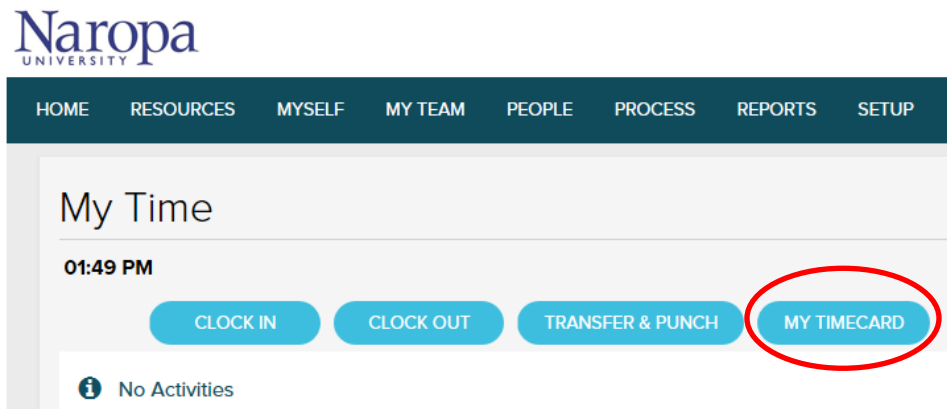 Naropa
UNIVERSITY
HOME RESOURCES MYSELF MY TEAM PEOPLE PROCESS REPORTS SETUP
My Time
01:49 PM
CLOCK IN CLOCK OUT TRANSFER & PUNCH MY TIMECARD
No Activities